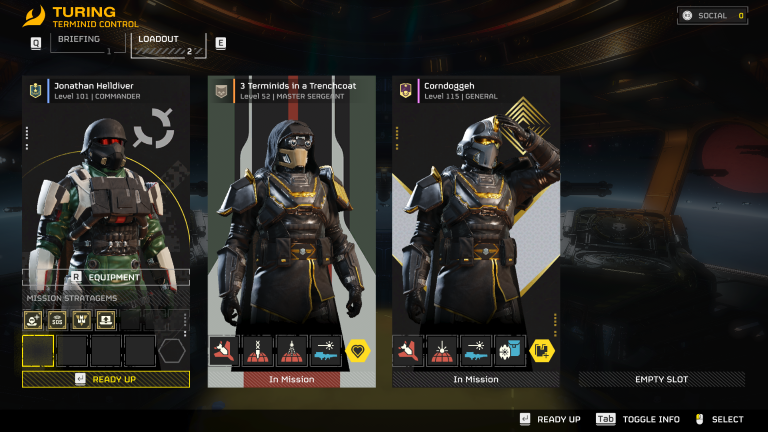 TURING
TERMINID CONTROL
SOCIAL 0
Q
BRIEFING
1
LOADOUT
2
E
Jonathan Helldiver
Level 101 | COMMANDER
3 Terminids in a Trenchcoat
Level 52 | MASTER SERGEANT
Corndoggeh
Level 115 | GENERAL
R EQUIPMENT
MISSION STRATAGEMS
SOS
READY UP
In Mission
In Mission
EMPTY SLOT
READY UP
Tab TOGGLE INFO
SELECT